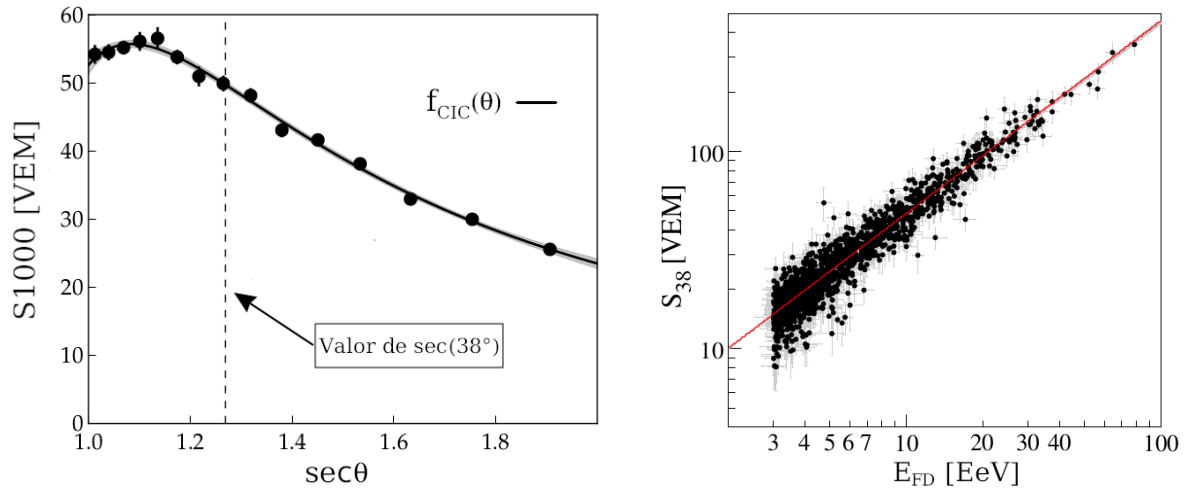 60
50
40
30
20
10
0
S1000 [VEM]
f_CIC(θ)
Valor de sec(38°)
1.0 1.2 1.4 1.6 1.8
secθ
100
10
S_38 [VEM]
3 4 5 6 7 10 20 30 40 100
E_FD [EeV]